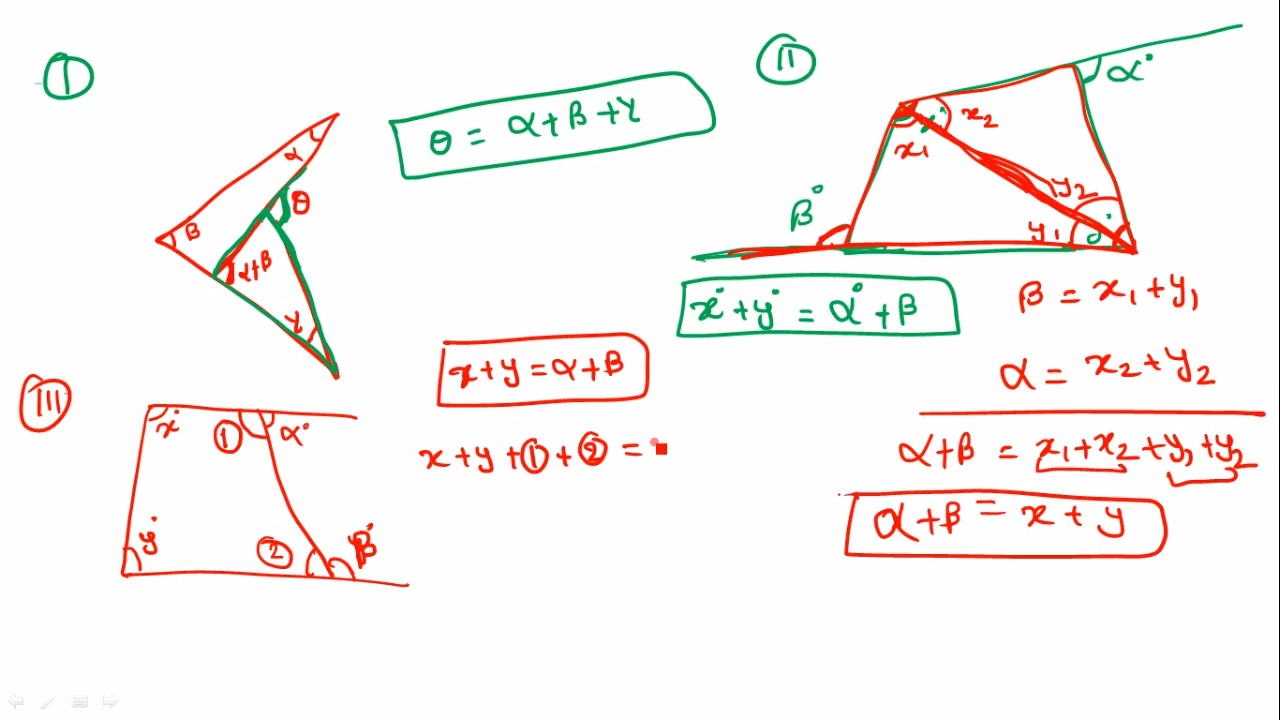 I
θ = α + β + γ
α
β
θ
α+β
γ
II
α°
x₂
x°
x₁
y₂
β°
y₁
y°
x° + y° = α° + β
β = x₁ + y₁
α = x₂ + y₂
α+β = x₁+x₂ + y₁+y₂
α+β = x + y
III
x + y = α + β
x°
①
α°
x + y + ① + ② =
y°
②
β°